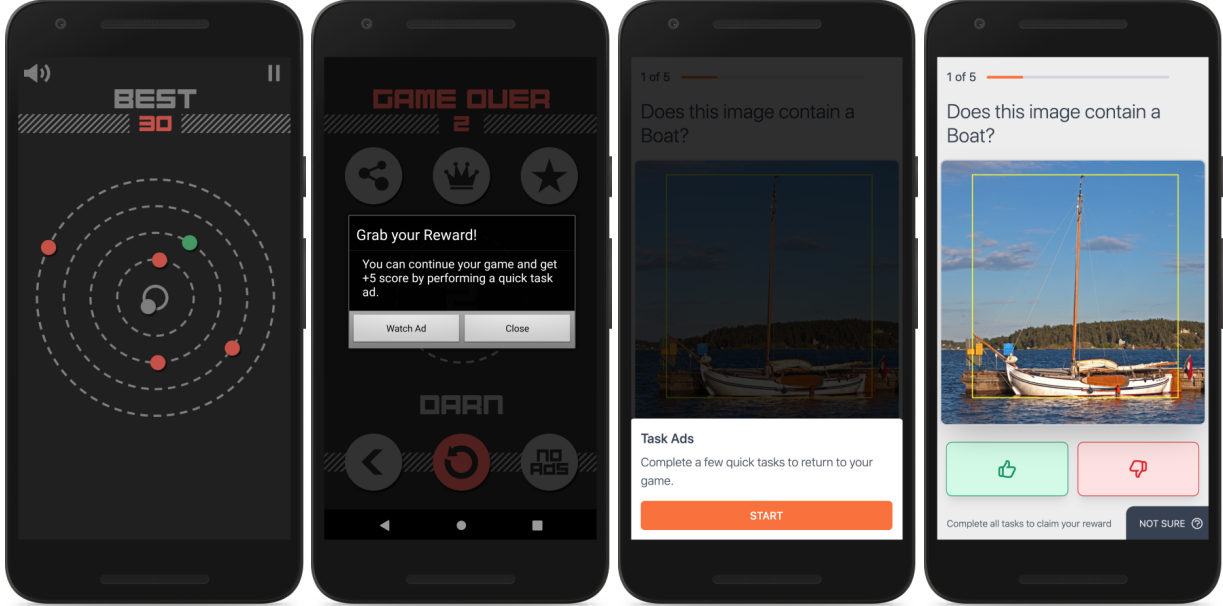 BEST
30
GAME OVER
2
Grab your Reward!
You can continue your game and get
+5 score by performing a quick task
ad.
Watch Ad
Close
DARN
NO
ADS
1 of 5
Does this image contain a
Boat?
Task Ads
Complete a few quick tasks to return to your
game.
START
1 of 5
Does this image contain a
Boat?
Complete all tasks to claim your reward
NOT SURE